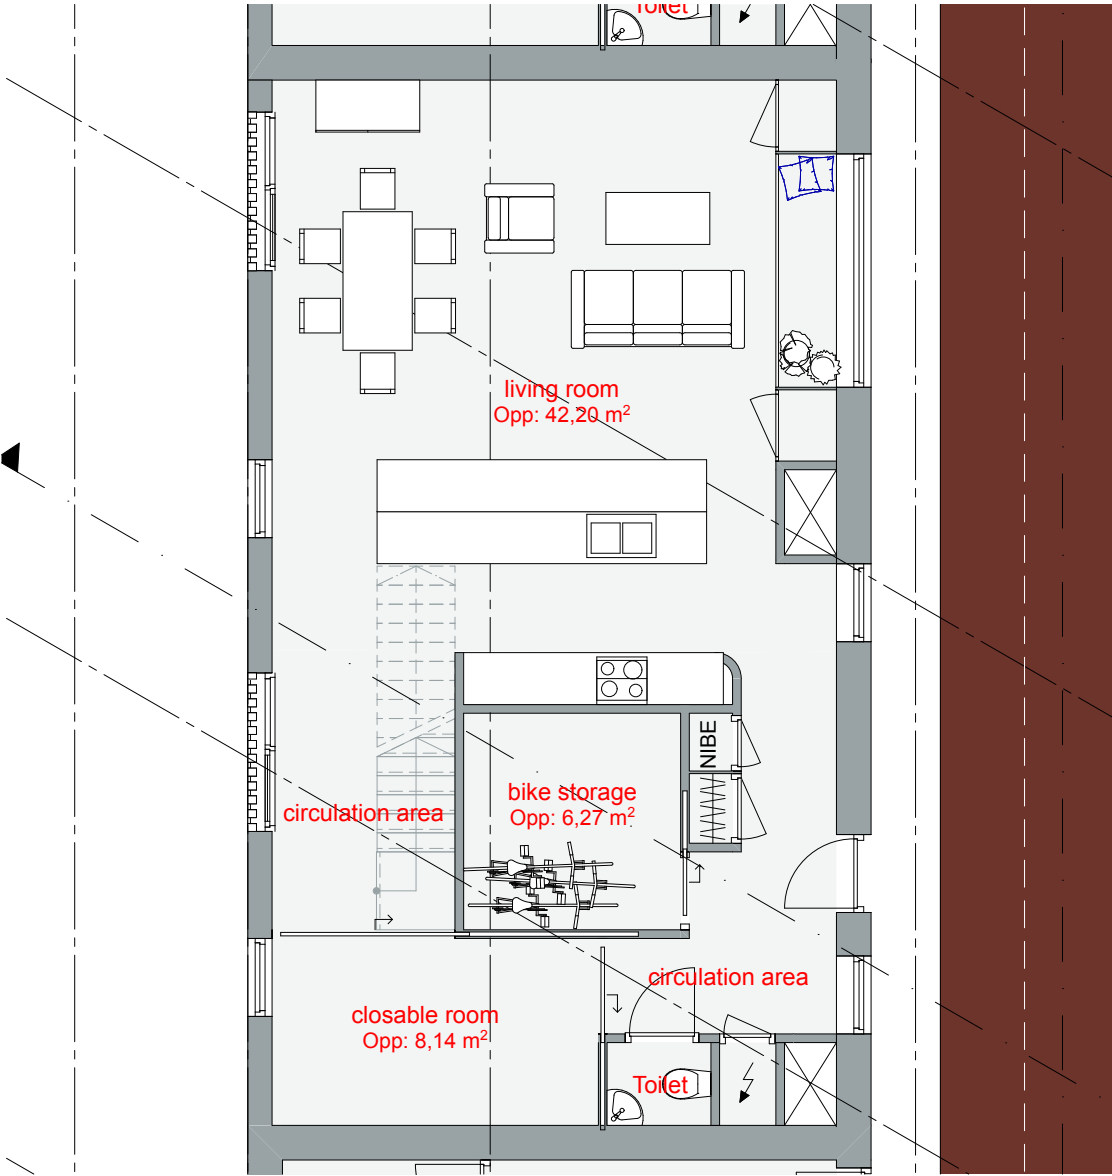 Toilet
living room
Opp: 42,20 m²
NIBE
bike storage
Opp: 6,27 m²
circulation area
circulation area
closable room
Opp: 8,14 m²
Toilet